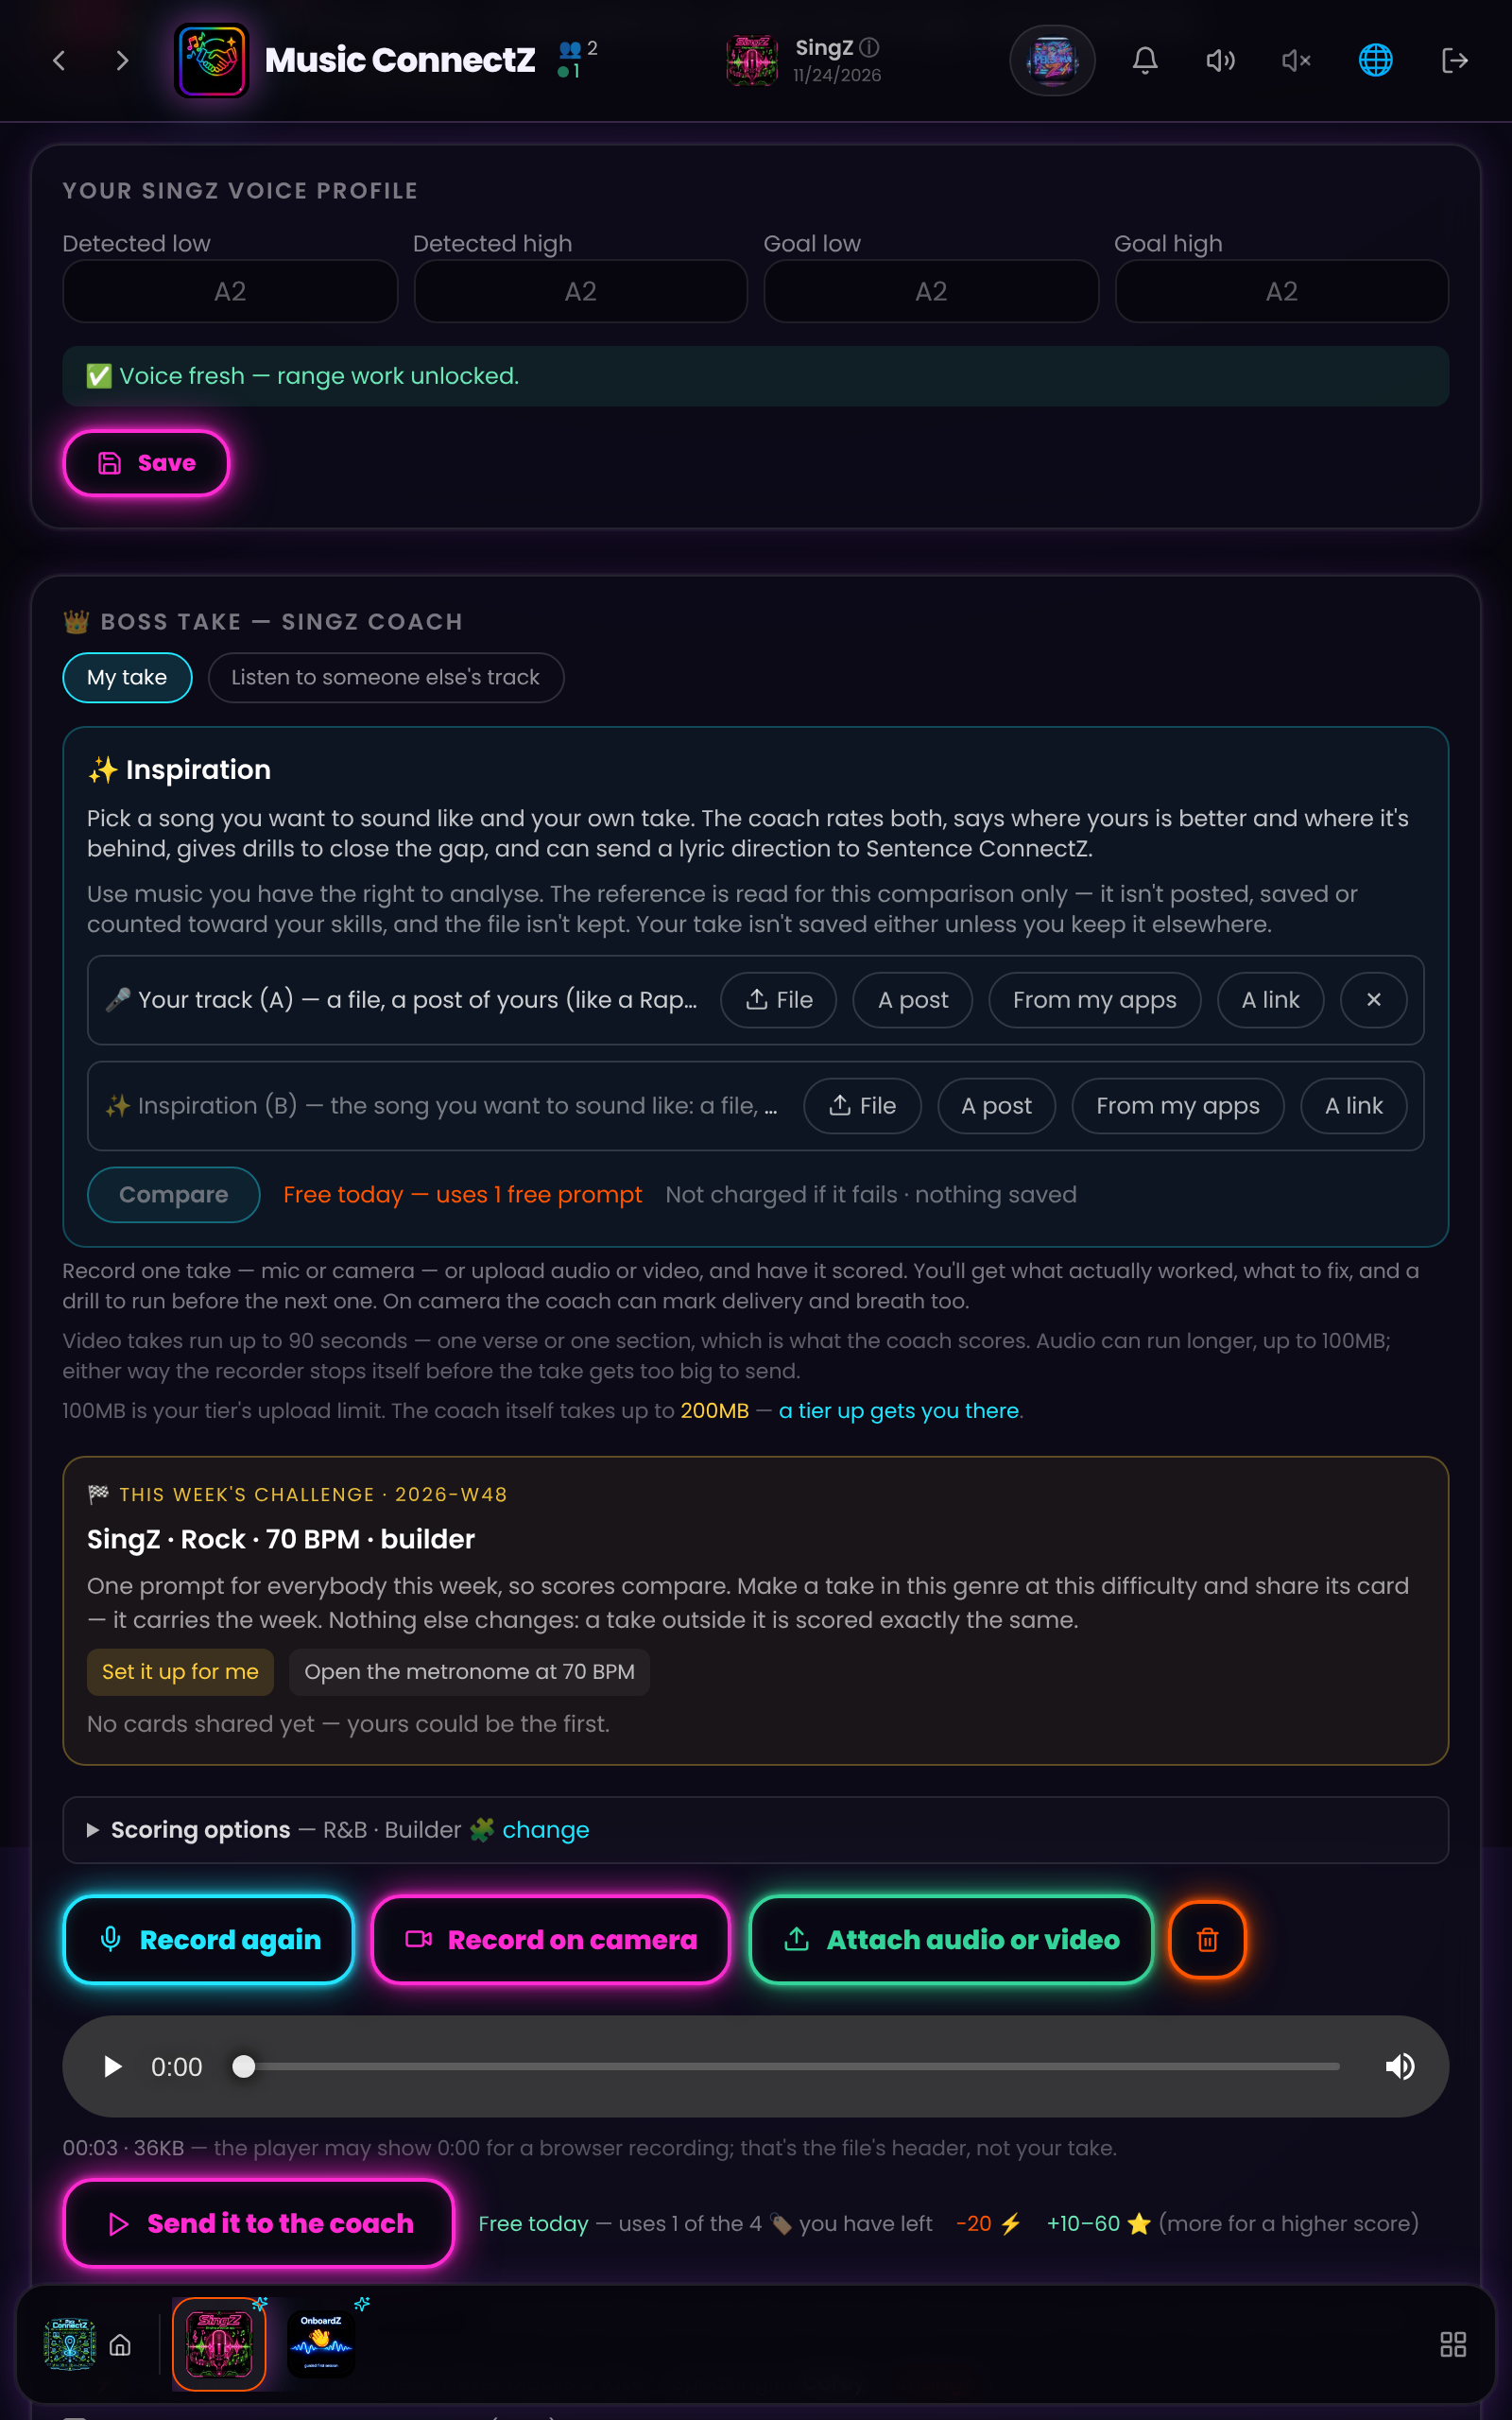 Music ConnectZ
2
1
SingZ
11/24/2026
YOUR SINGZ VOICE PROFILE
Detected low
Detected high
Goal low
Goal high
A2
A2
A2
A2
✅ Voice fresh — range work unlocked.
Save
👑 BOSS TAKE — SINGZ COACH
My take
Listen to someone else's track
✨ Inspiration
Pick a song you want to sound like and your own take. The coach rates both, says where yours is better and where it's
behind, gives drills to close the gap, and can send a lyric direction to Sentence ConnectZ.
Use music you have the right to analyse. The reference is read for this comparison only — it isn't posted, saved or
counted toward your skills, and the file isn't kept. Your take isn't saved either unless you keep it elsewhere.
🎤 Your track (A) — a file, a post of yours (like a Rap...
File
A post
From my apps
A link
✕
✨ Inspiration (B) — the song you want to sound like: a file, ...
File
A post
From my apps
A link
Compare
Free today — uses 1 free prompt
Not charged if it fails · nothing saved
Record one take — mic or camera — or upload audio or video, and have it scored. You'll get what actually worked, what to fix, and a
drill to run before the next one. On camera the coach can mark delivery and breath too.
Video takes run up to 90 seconds — one verse or one section, which is what the coach scores. Audio can run longer, up to 100MB;
either way the recorder stops itself before the take gets too big to send.
100MB is your tier's upload limit. The coach itself takes up to 200MB — a tier up gets you there.
🏁 THIS WEEK'S CHALLENGE · 2026-W48
SingZ · Rock · 70 BPM · builder
One prompt for everybody this week, so scores compare. Make a take in this genre at this difficulty and share its card
— it carries the week. Nothing else changes: a take outside it is scored exactly the same.
Set it up for me
Open the metronome at 70 BPM
No cards shared yet — yours could be the first.
▶ Scoring options — R&B · Builder 🧩 change
Record again
Record on camera
Attach audio or video
0:00
00:03 · 36KB — the player may show 0:00 for a browser recording; that's the file's header, not your take.
Send it to the coach
Free today — uses 1 of the 4 🏷️ you have left
-20 ⚡
+10–60 ⭐ (more for a higher score)
ConnectZ
SingZ
OnboardZ